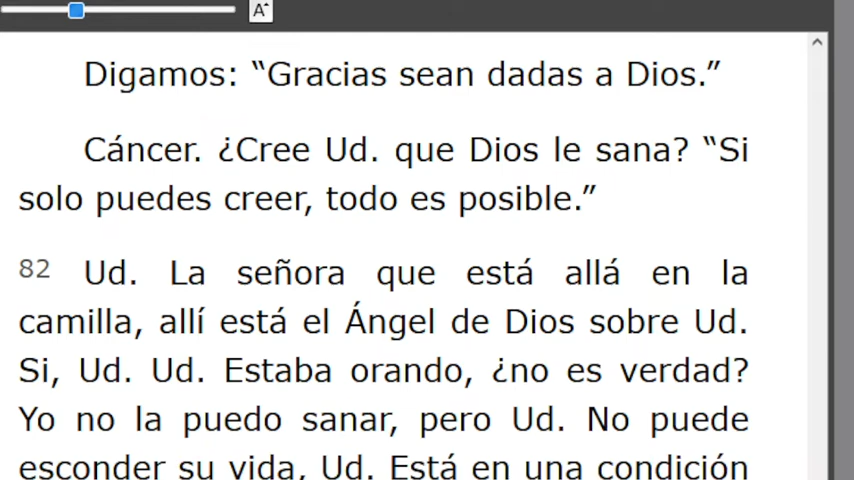 A
Digamos: “Gracias sean dadas a Dios.”
Cáncer. ¿Cree Ud. que Dios le sana? “Si
solo puedes creer, todo es posible.”
82 Ud. La señora que está allá en la
camilla, allí está el Ángel de Dios sobre Ud.
Si, Ud. Ud. Estaba orando, ¿no es verdad?
Yo no la puedo sanar, pero Ud. No puede
esconder su vida, Ud. Está en una condición